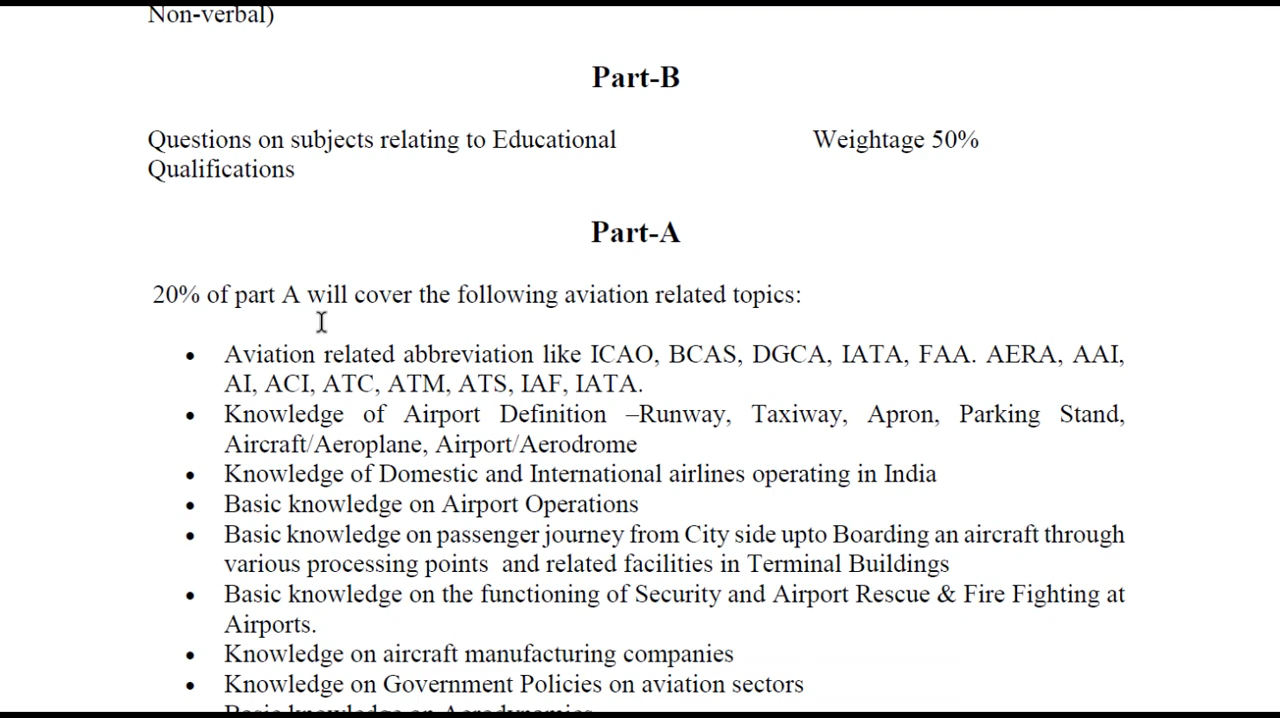 Non-verbal)
Part-B
Questions on subjects relating to Educational Weightage 50%
Qualifications
Part-A
20% of part A will cover the following aviation related topics:
• Aviation related abbreviation like ICAO, BCAS, DGCA, IATA, FAA. AERA, AAI,
AI, ACI, ATC, ATM, ATS, IAF, IATA.
• Knowledge of Airport Definition –Runway, Taxiway, Apron, Parking Stand,
Aircraft/Aeroplane, Airport/Aerodrome
• Knowledge of Domestic and International airlines operating in India
• Basic knowledge on Airport Operations
• Basic knowledge on passenger journey from City side upto Boarding an aircraft through
various processing points and related facilities in Terminal Buildings
• Basic knowledge on the functioning of Security and Airport Rescue & Fire Fighting at
Airports.
• Knowledge on aircraft manufacturing companies
• Knowledge on Government Policies on aviation sectors
• Basic knowledge on Aerodynamics